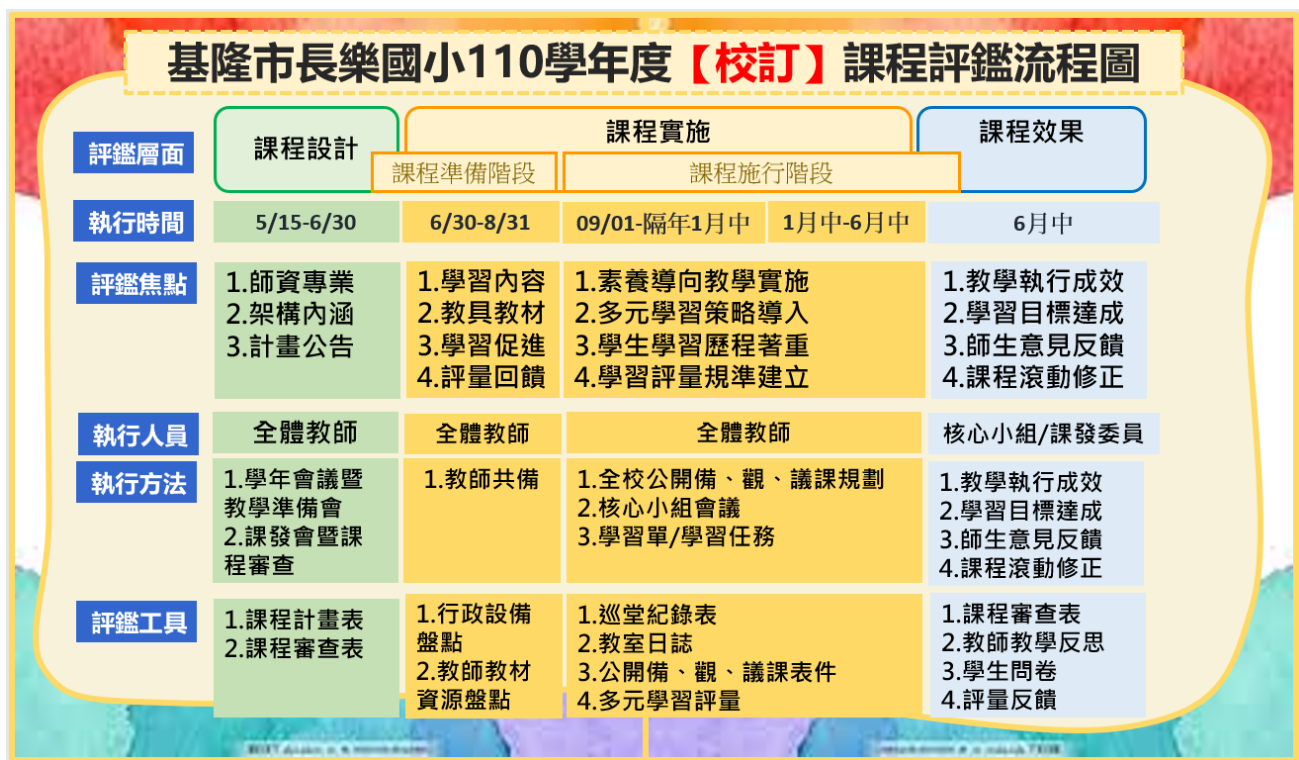 基隆市長樂國小110學年度【校訂】課程評鑑流程圖
評鑑層面
課程設計
課程實施
課程效果
課程準備階段
課程施行階段
執行時間
5/15-6/30
6/30-8/31
09/01-隔年1月中
1月中-6月中
6月中
評鑑焦點
1.師資專業
2.架構內涵
3.計畫公告
1.學習內容
2.教具教材
3.學習促進
4.評量回饋
1.素養導向教學實施
2.多元學習策略導入
3.學生學習歷程著重
4.學習評量規準建立
1.教學執行成效
2.學習目標達成
3.師生意見反饋
4.課程滾動修正
執行人員
全體教師
全體教師
全體教師
核心小組/課發委員
執行方法
1.學年會議暨
教學準備會
2.課發會暨課
程審查
1.教師共備
1.全校公開備、觀、議課規劃
2.核心小組會議
3.學習單/學習任務
1.教學執行成效
2.學習目標達成
3.師生意見反饋
4.課程滾動修正
評鑑工具
1.課程計畫表
2.課程審查表
1.行政設備
盤點
2.教師教材
資源盤點
1.巡堂紀錄表
2.教室日誌
3.公開備、觀、議課表件
4.多元學習評量
1.課程審查表
2.教師教學反思
3.學生問卷
4.評量反饋